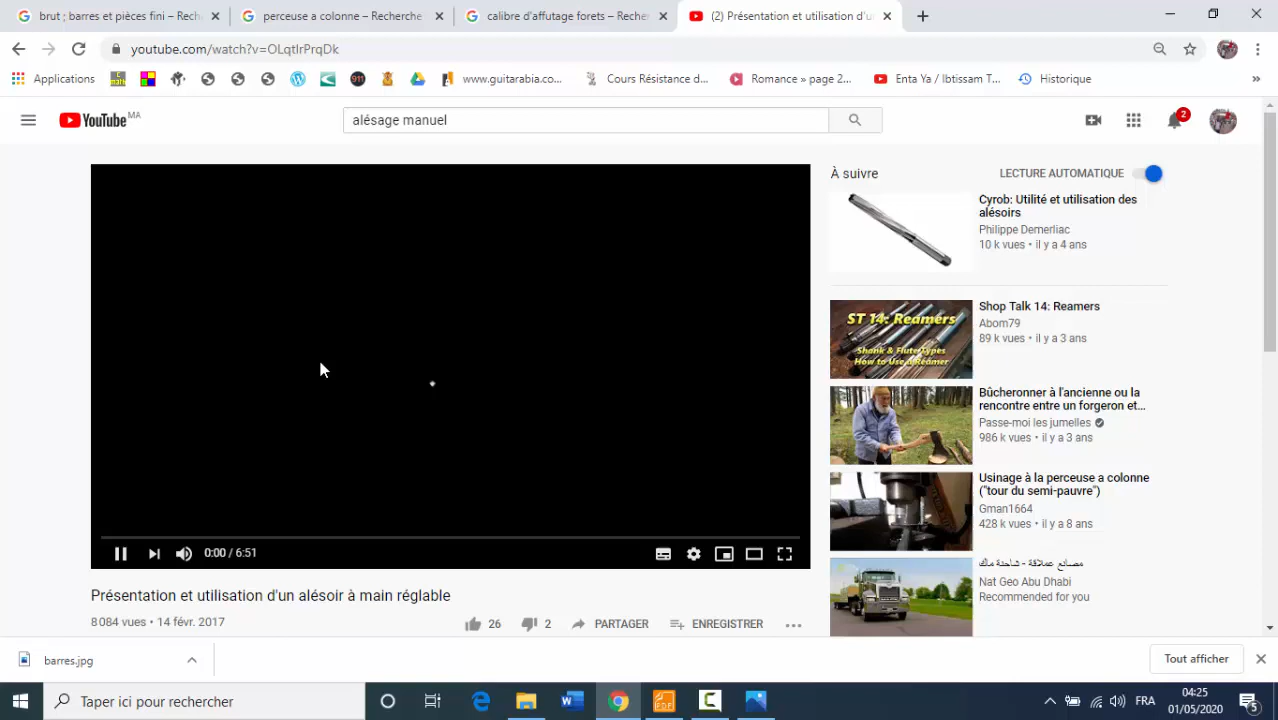 brut ; barres et pièces fini – Rech
perceuse a colonne – Recherche
calibre d'affutage forets – Reche
(2) Présentation et utilisation d'u
youtube.com/watch?v=OLqtIrPrqDk
Applications
911
www.guitarabia.co...
Cours Résistance d...
Romance » page 2...
Enta Ya / Ibtissam T...
Historique
YouTube MA
alésage manuel
2
À suivre
LECTURE AUTOMATIQUE
Cyrob: Utilité et utilisation des
alésoirs
Philippe Demerliac
10 k vues • il y a 4 ans
ST 14: Reamers
Shank & Flute Types
How to Use a Reamer
Shop Talk 14: Reamers
Abom79
89 k vues • il y a 3 ans
Bûcheronner à l'ancienne ou la
rencontre entre un forgeron et...
Passe-moi les jumelles
986 k vues • il y a 3 ans
Usinage à la perceuse a colonne
("tour du semi-pauvre")
Gman1664
428 k vues • il y a 8 ans
مصانع عملاقة - شاحنة ماك
Nat Geo Abu Dhabi
Recommended for you
0:00 / 6:51
Présentation et utilisation d'un alésoir à main réglable
8 084 vues • 14 févr. 2017
26
2
PARTAGER
ENREGISTRER
barres.jpg
Tout afficher
Taper ici pour rechercher
PDF
FRA
04:25
01/05/2020
5